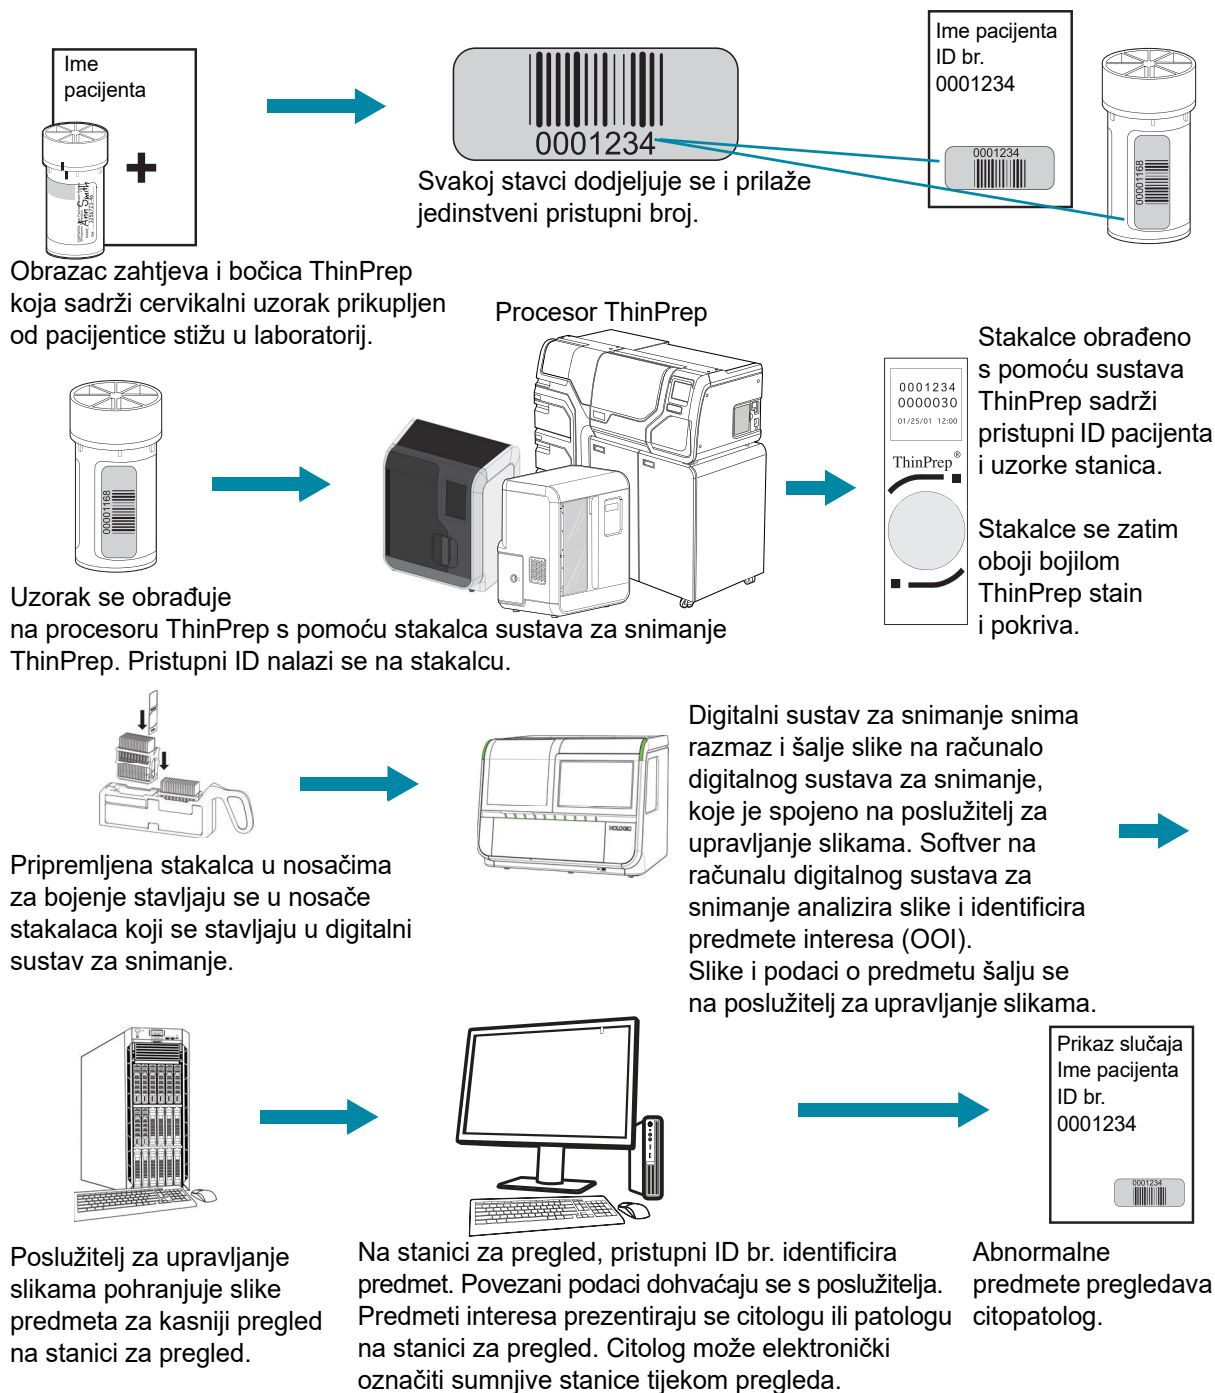 Ime
pacijenta
Ann Smith
Obrazac zahtjeva i bočica ThinPrep
koja sadrži cervikalni uzorak prikupljen
od pacijentice stižu u laboratorij.
0001234
Svakoj stavci dodjeljuje se i prilaže
jedinstveni pristupni broj.
Ime pacijenta
ID br.
0001234
0001234
00001168
00001168
Uzorak se obrađuje
na procesoru ThinPrep s pomoću stakalca sustava za snimanje
ThinPrep. Pristupni ID nalazi se na stakalcu.
Procesor ThinPrep
0001234
0000030
01/25/01 12:00
ThinPrep®
Stakalce obrađeno
s pomoću sustava
ThinPrep sadrži
pristupni ID pacijenta
i uzorke stanica.
Stakalce se zatim
oboji bojilom
ThinPrep stain
i pokriva.
Pripremljena stakalca u nosačima
za bojenje stavljaju se u nosače
stakalaca koji se stavljaju u digitalni
sustav za snimanje.
HOLOGIC
Digitalni sustav za snimanje snima
razmaz i šalje slike na računalo
digitalnog sustava za snimanje,
koje je spojeno na poslužitelj za
upravljanje slikama. Softver na
računalu digitalnog sustava za
snimanje analizira slike i identificira
predmete interesa (OOI).
Slike i podaci o predmetu šalju se
na poslužitelj za upravljanje slikama.
Poslužitelj za upravljanje
slikama pohranjuje slike
predmeta za kasniji pregled
na stanici za pregled.
Na stanici za pregled, pristupni ID br. identificira
predmet. Povezani podaci dohvaćaju se s poslužitelja.
Predmeti interesa prezentiraju se citologu ili patologu
na stanici za pregled. Citolog može elektronički
označiti sumnjive stanice tijekom pregleda.
Prikaz slučaja
Ime pacijenta
ID br.
0001234
0001234
Abnormalne
predmete pregledava
citopatolog.